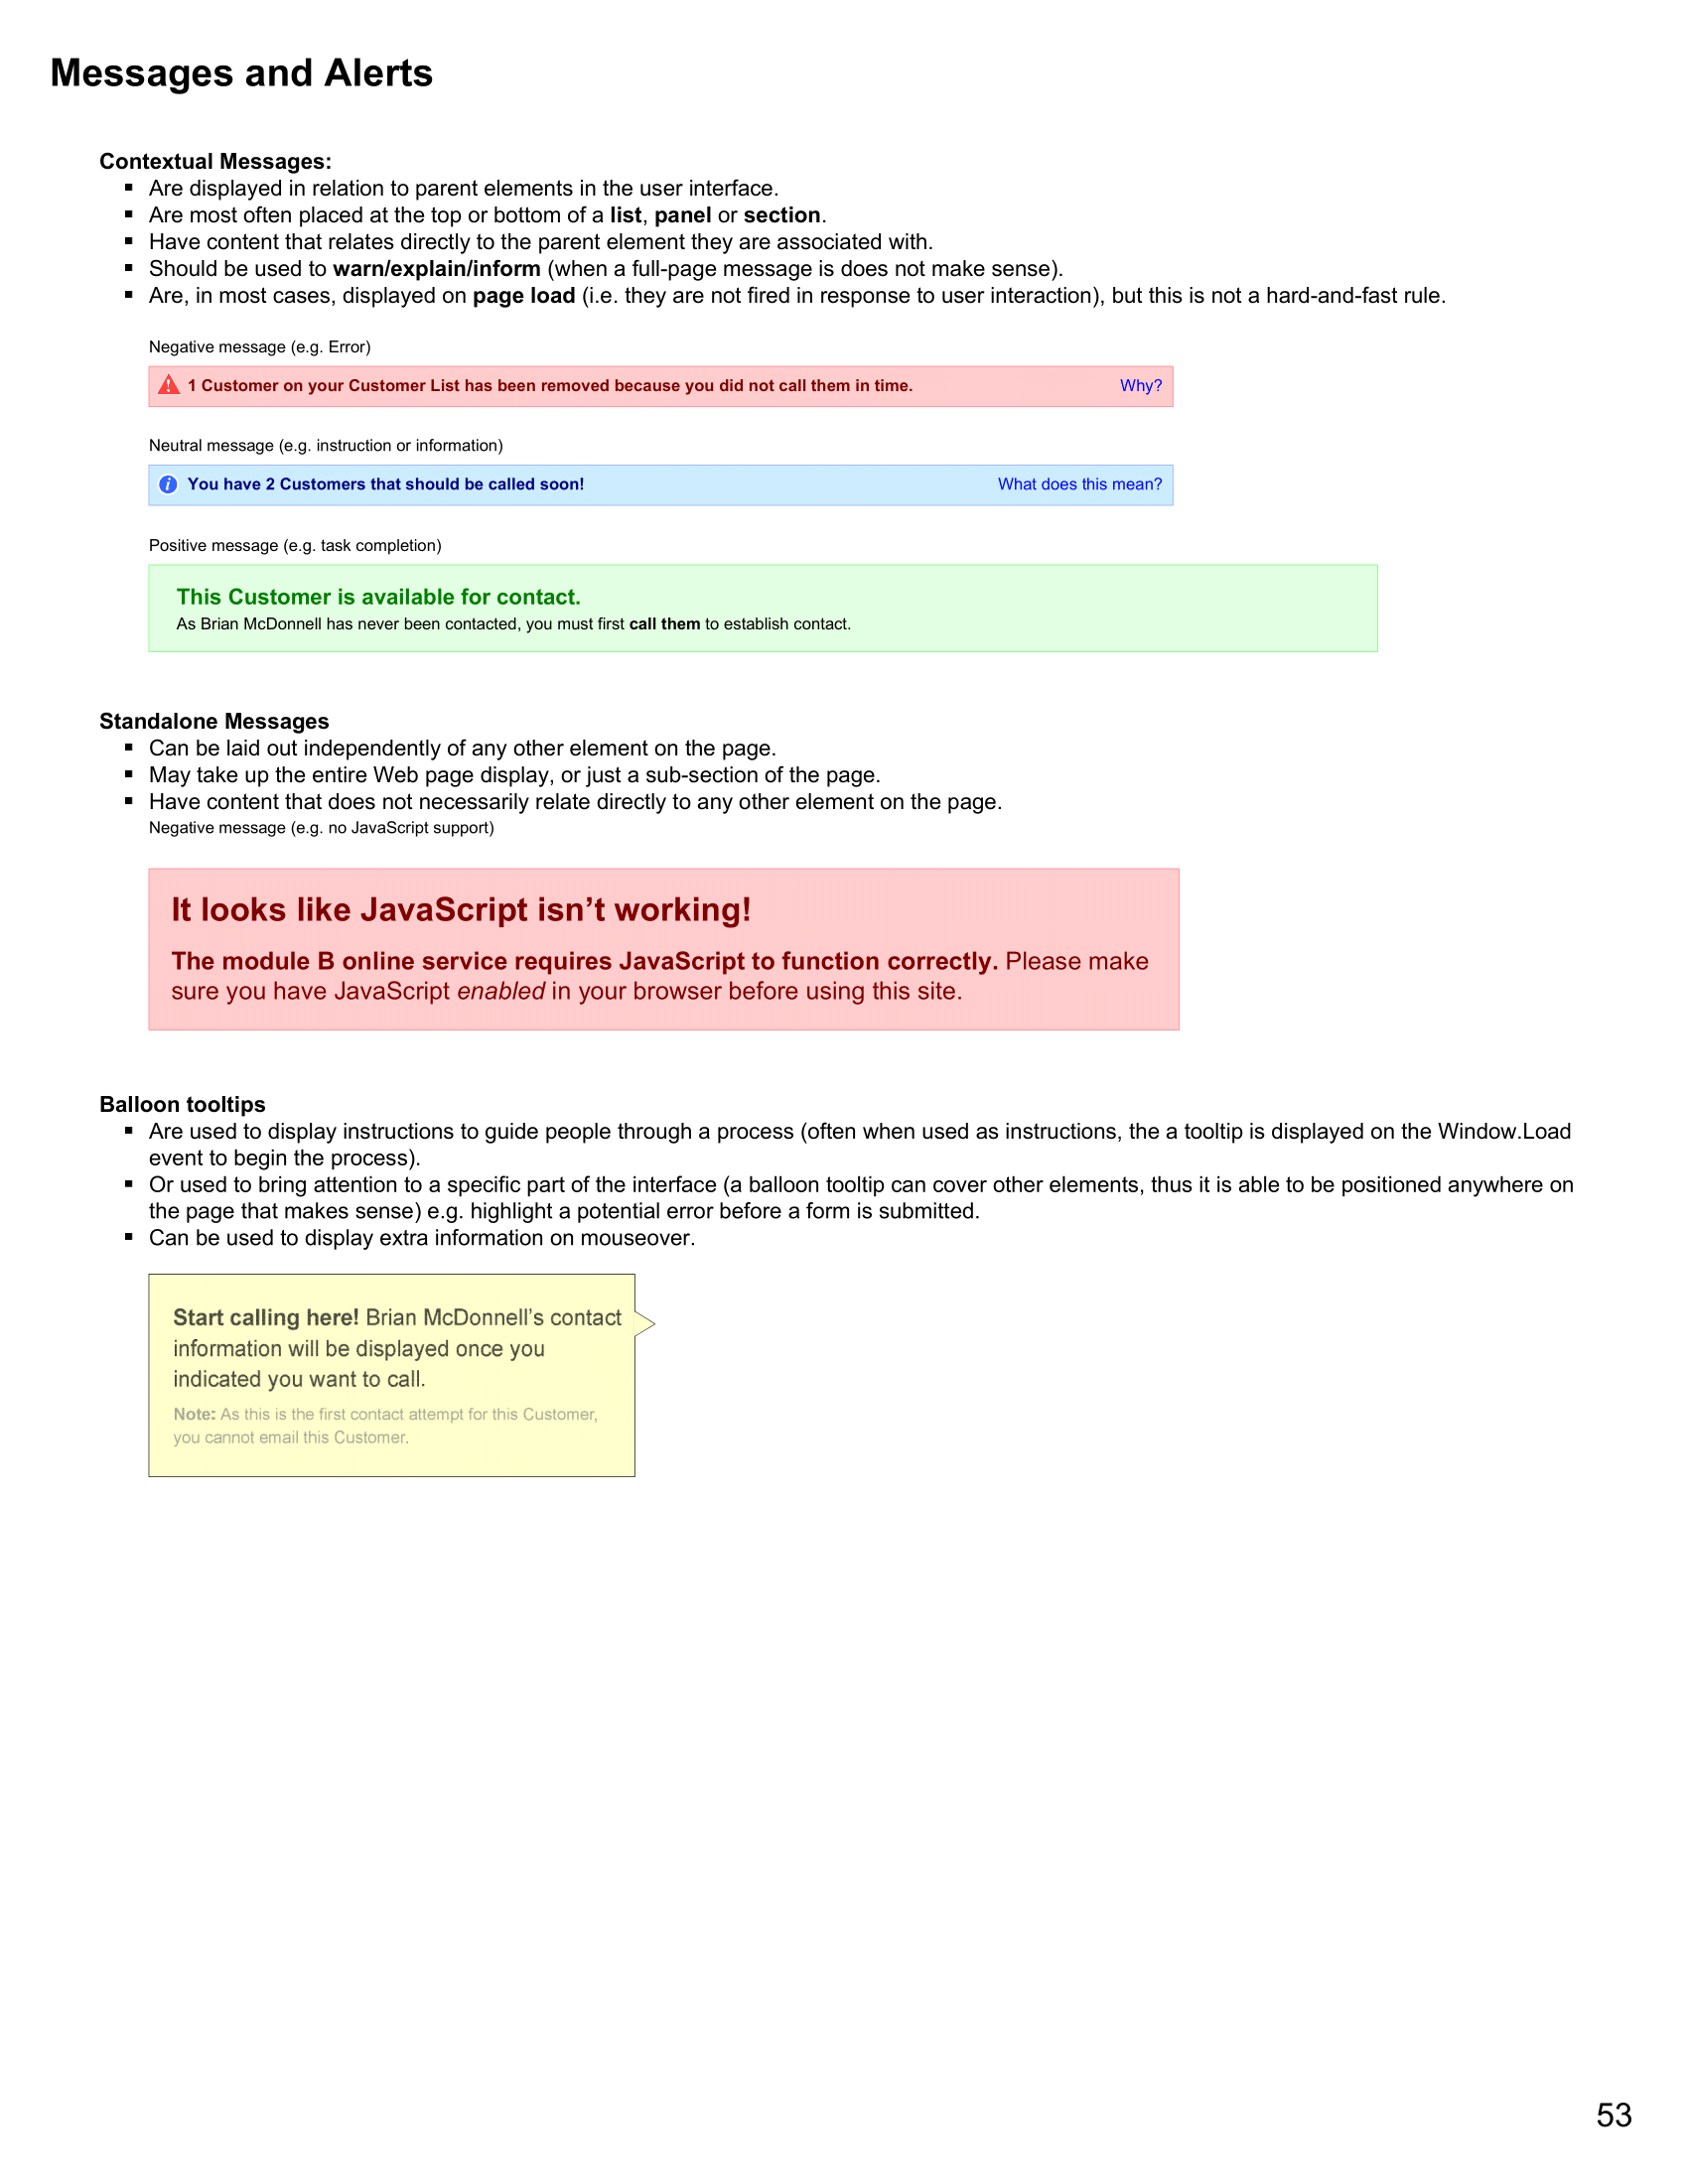 Messages and Alerts
Contextual Messages:
▪ Are displayed in relation to parent elements in the user interface.
▪ Are most often placed at the top or bottom of a list, panel or section.
▪ Have content that relates directly to the parent element they are associated with.
▪ Should be used to warn/explain/inform (when a full-page message is does not make sense).
▪ Are, in most cases, displayed on page load (i.e. they are not fired in response to user interaction), but this is not a hard-and-fast rule.
Negative message (e.g. Error)
1 Customer on your Customer List has been removed because you did not call them in time. Why?
Neutral message (e.g. instruction or information)
You have 2 Customers that should be called soon! What does this mean?
Positive message (e.g. task completion)
This Customer is available for contact.
As Brian McDonnell has never been contacted, you must first call them to establish contact.
Standalone Messages
▪ Can be laid out independently of any other element on the page.
▪ May take up the entire Web page display, or just a sub-section of the page.
▪ Have content that does not necessarily relate directly to any other element on the page.
Negative message (e.g. no JavaScript support)
It looks like JavaScript isn’t working!
The module B online service requires JavaScript to function correctly. Please make
sure you have JavaScript enabled in your browser before using this site.
Balloon tooltips
▪ Are used to display instructions to guide people through a process (often when used as instructions, the a tooltip is displayed on the Window.Load
event to begin the process).
▪ Or used to bring attention to a specific part of the interface (a balloon tooltip can cover other elements, thus it is able to be positioned anywhere on
the page that makes sense) e.g. highlight a potential error before a form is submitted.
▪ Can be used to display extra information on mouseover.
Start calling here! Brian McDonnell’s contact
information will be displayed once you
indicated you want to call.
Note: As this is the first contact attempt for this Customer,
you cannot email this Customer.
53